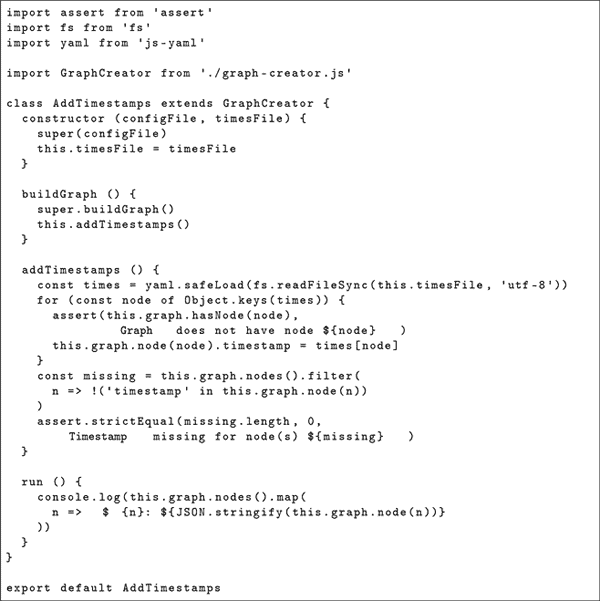 import assert from 'assert'
import fs from 'fs'
import yaml from 'js-yaml'

import GraphCreator from './graph-creator.js'

class AddTimestamps extends GraphCreator {
  constructor (configFile, timesFile) {
    super(configFile)
    this.timesFile = timesFile
  }

  buildGraph () {
    super.buildGraph()
    this.addTimestamps()
  }

  addTimestamps () {
    const times = yaml.safeLoad(fs.readFileSync(this.timesFile, 'utf-8'))
    for (const node of Object.keys(times)) {
      assert(this.graph.hasNode(node),
               Graph   does not have node ${node}   )
      this.graph.node(node).timestamp = times[node]
    }
    const missing = this.graph.nodes().filter(
      n => !('timestamp' in this.graph.node(n))
    )
    assert.strictEqual(missing.length, 0,
        Timestamp   missing for node(s) ${missing}   )
  }

  run () {
    console.log(this.graph.nodes().map(
      n =>   $ {n}: ${JSON.stringify(this.graph.node(n))}
    ))
  }
}

export default AddTimestamps